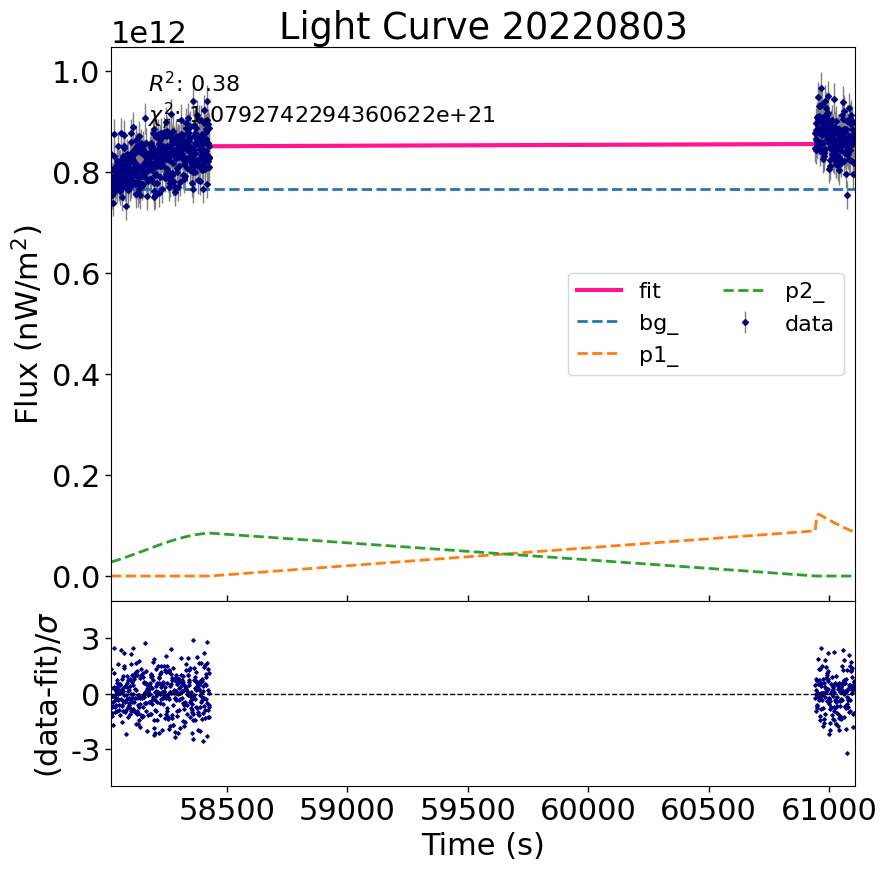 Light Curve 20220803
1e12
R²: 0.38
χ²: 1.0792742294360622e+21
1.0
0.8
0.6
0.4
0.2
0.0
Flux (nW/m²)
fit
bg_
p1_
p2_
data
3
0
-3
(data-fit)/σ
58500 59000 59500 60000 60500 61000
Time (s)